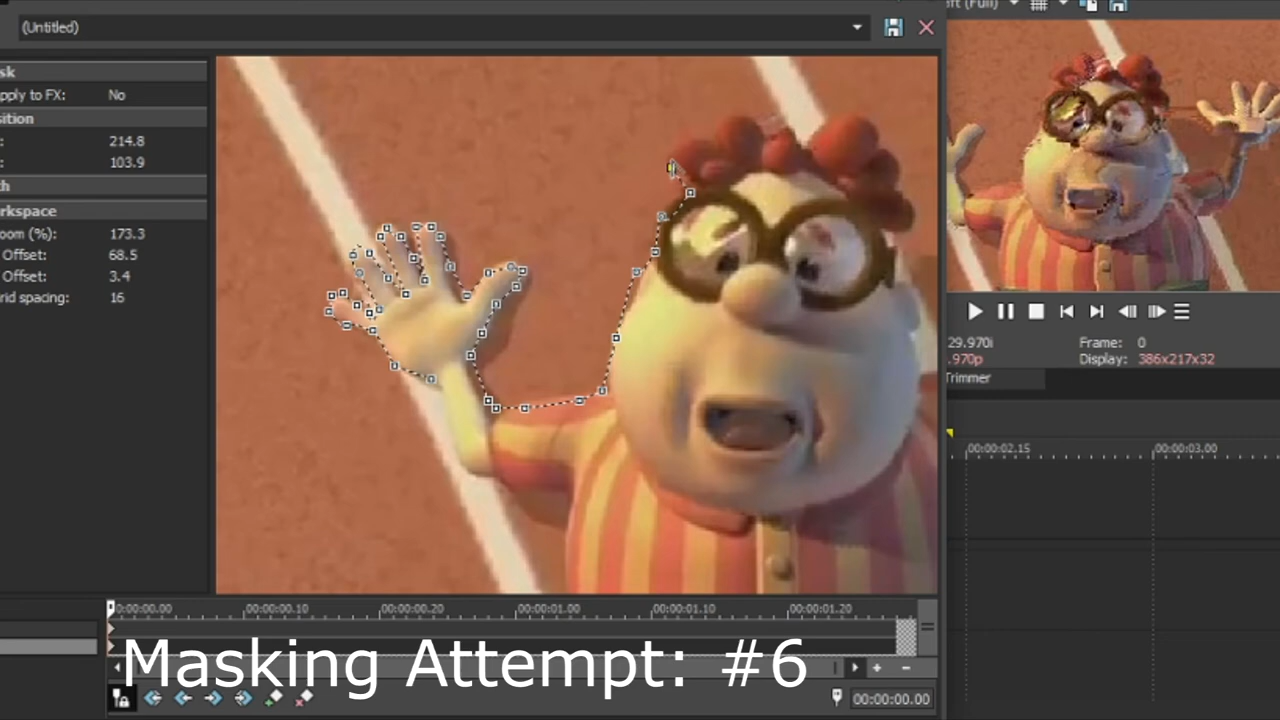 (Untitled)
sk
pply to FX: No
sition
: 214.8
: 103.9
th
rkspace
oom (%): 173.3
Offset: 68.5
Offset: 3.4
rid spacing: 16
ft (Full)
29.970i
.970p
Frame: 0
Display: 386x217x32
Trimmer
00:00:02.15 00:00:03.00
00:00:00.00 00:00:00.10 00:00:00.20 00:00:01.00 00:00:01.10 00:00:01.20
Masking Attempt: #6
00:00:00.00